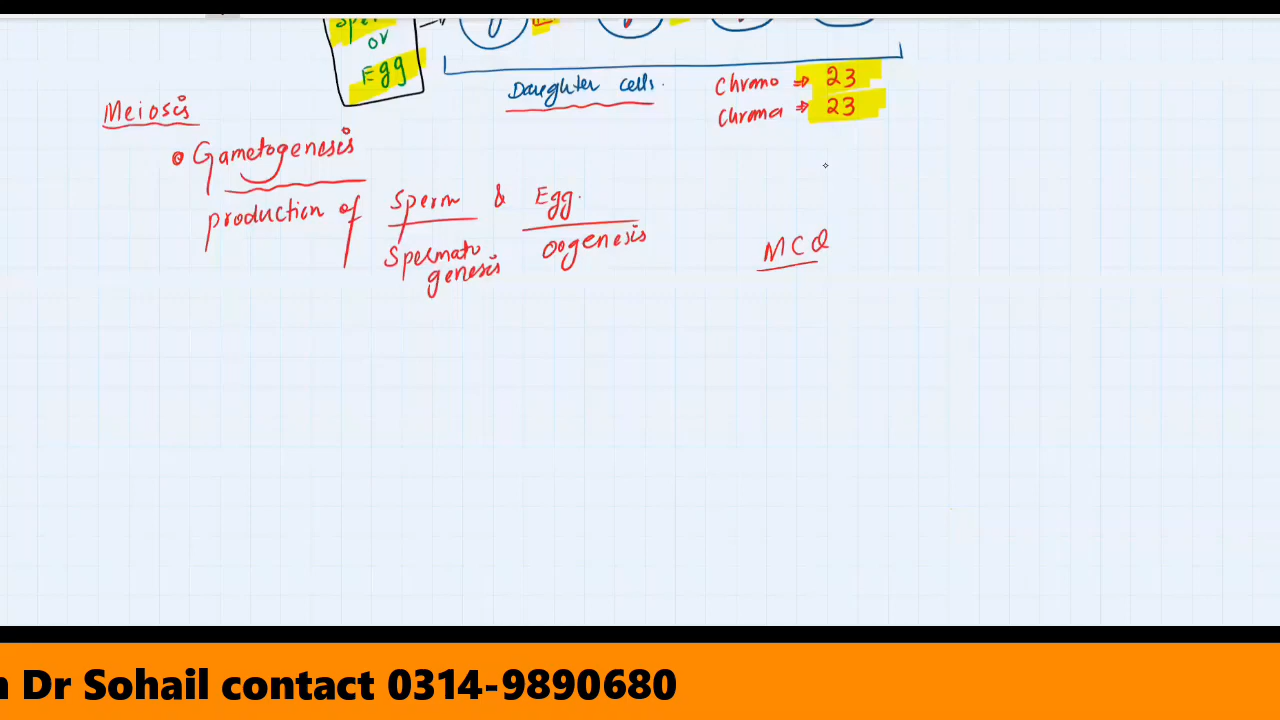 or
Egg
Daughter cells.
Chromo ⇒ 23
Chroma ⇒ 23
Meiosis
Gametogenesis
production of Sperm & Egg.
Spermato
genesis
oogenesis
MCQ
Dr Sohail contact 0314-9890680